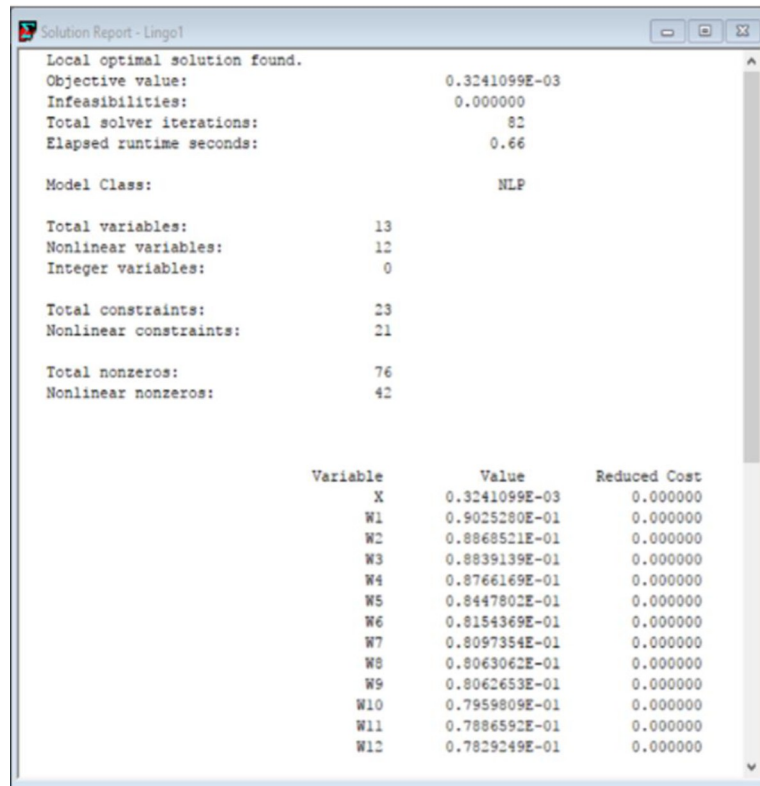 Solution Report - Lingo1
Local optimal solution found.
Objective value: 0.3241099E-03
Infeasibilities: 0.000000
Total solver iterations: 82
Elapsed runtime seconds: 0.66
Model Class: NLP
Total variables: 13
Nonlinear variables: 12
Integer variables: 0
Total constraints: 23
Nonlinear constraints: 21
Total nonzeros: 76
Nonlinear nonzeros: 42
Variable Value Reduced Cost
X 0.3241099E-03 0.000000
W1 0.9025280E-01 0.000000
W2 0.8868521E-01 0.000000
W3 0.8839139E-01 0.000000
W4 0.8766169E-01 0.000000
W5 0.8447802E-01 0.000000
W6 0.8154369E-01 0.000000
W7 0.8097354E-01 0.000000
W8 0.8063062E-01 0.000000
W9 0.8062653E-01 0.000000
W10 0.7959809E-01 0.000000
W11 0.7886592E-01 0.000000
W12 0.7829249E-01 0.000000